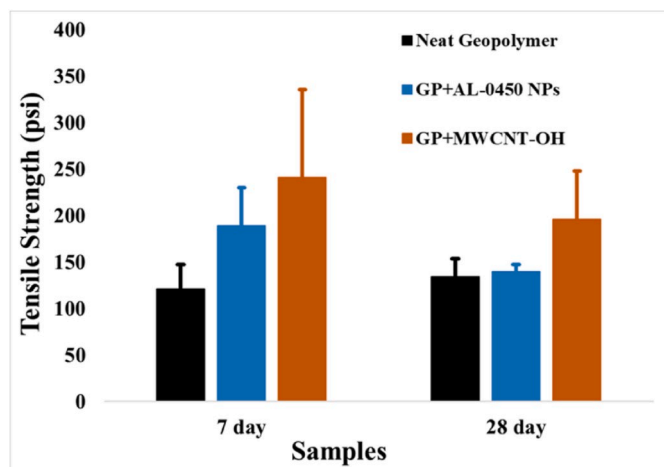 400
350
300
250
200
150
100
50
0
Tensile Strength (psi)
Neat Geopolymer
GP+AL-0450 NPs
GP+MWCNT-OH
7 day
28 day
Samples